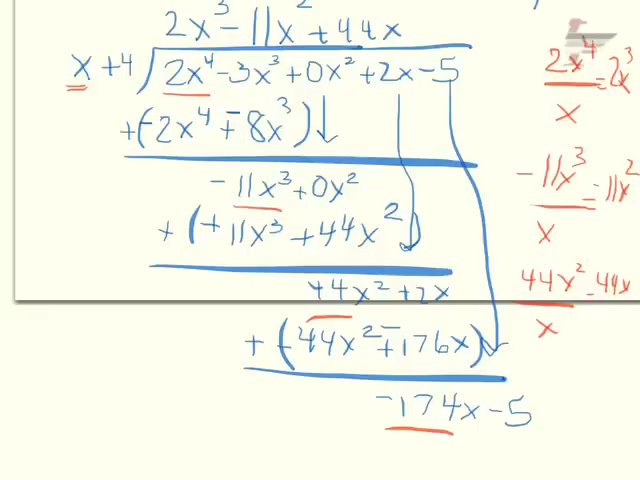 2x³ - 11x² + 44x
x + 4 2x⁴ - 3x³ + 0x² + 2x - 5
+(-2x⁴ +̄ 8x³)
- 11x³ + 0x²
+ (+ 11x³ + 44x²)
44x² + 2x
+ (-44x² +̄ 176x)
-174x - 5
2x⁴/x = 2x³
-11x³/x = 11x²
44x²/x = 44x